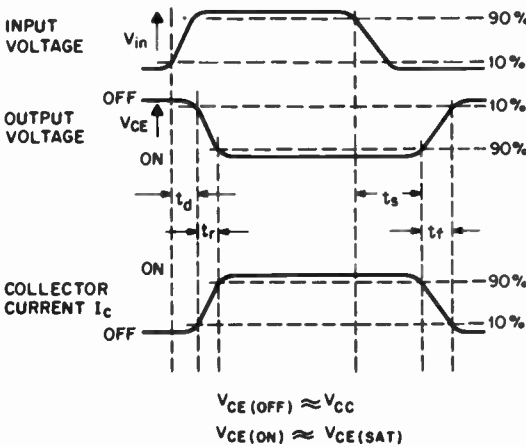 INPUT
VOLTAGE
Vin
90%
10%
OFF
10%
OUTPUT
VOLTAGE
VCE
ON
90%
td
ts
tr
tf
ON
COLLECTOR
CURRENT Ic
90%
10%
OFF
VCE(OFF) ≈ VCC
VCE(ON) ≈ VCE(SAT)